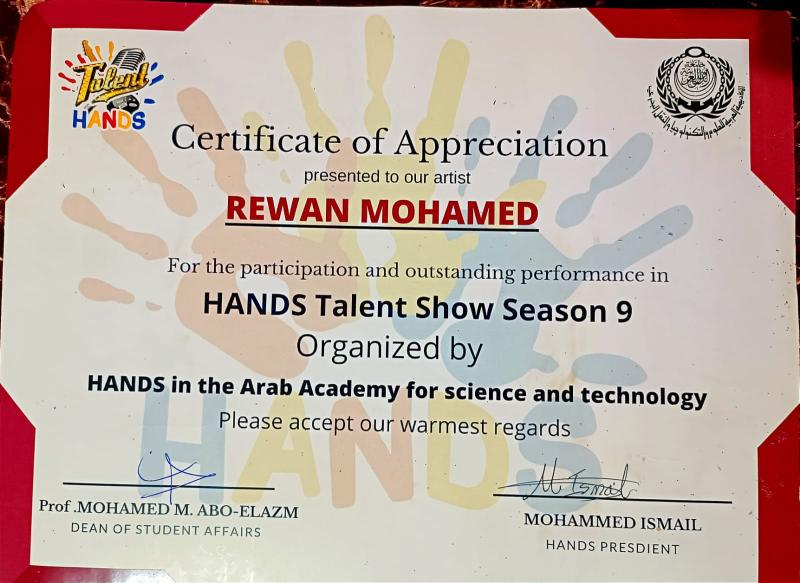 Talent
HANDS
Certificate of Appreciation
presented to our artist
REWAN MOHAMED
For the participation and outstanding performance in
HANDS Talent Show Season 9
Organized by
HANDS in the Arab Academy for science and technology
Please accept our warmest regards
HANDS
M. Ismail
Prof .MOHAMED M. ABO-ELAZM
DEAN OF STUDENT AFFAIRS
MOHAMMED ISMAIL
HANDS PRESDIENT